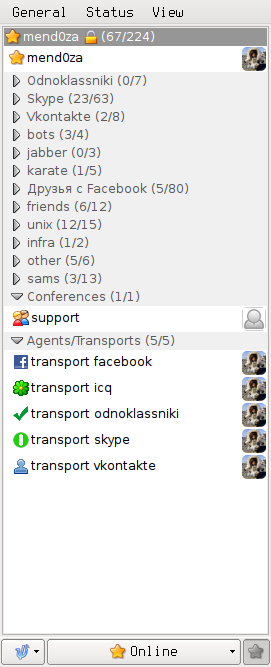 General Status View
mend0za (67/224)
mend0za
Odnoklassniki (0/7)
Skype (23/63)
Vkontakte (2/8)
bots (3/4)
jabber (0/3)
karate (1/5)
Друзья с Facebook (5/80)
friends (6/12)
unix (12/15)
infra (1/2)
other (5/6)
sams (3/13)
Conferences (1/1)
support
Agents/Transports (5/5)
transport facebook
transport icq
transport odnoklassniki
transport skype
transport vkontakte
Online